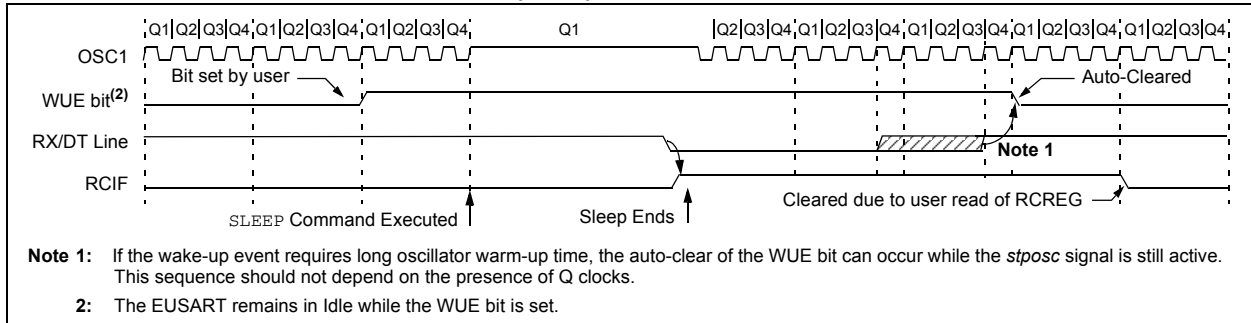 Q1 Q2 Q3 Q4 Q1 Q2 Q3 Q4 Q1 Q2 Q3 Q4 Q1 Q2 Q3 Q4 Q1 Q2 Q3 Q4 Q1 Q2 Q3 Q4 Q1 Q2 Q3 Q4 Q1 Q2 Q3 Q4
OSC1
Bit set by user
Auto-Cleared
WUE bit(2)
RX/DT Line
Note 1
RCIF
Cleared due to user read of RCREG
SLEEP Command Executed
Sleep Ends
Note 1: If the wake-up event requires long oscillator warm-up time, the auto-clear of the WUE bit can occur while the stposc signal is still active.
This sequence should not depend on the presence of Q clocks.
2: The EUSART remains in Idle while the WUE bit is set.